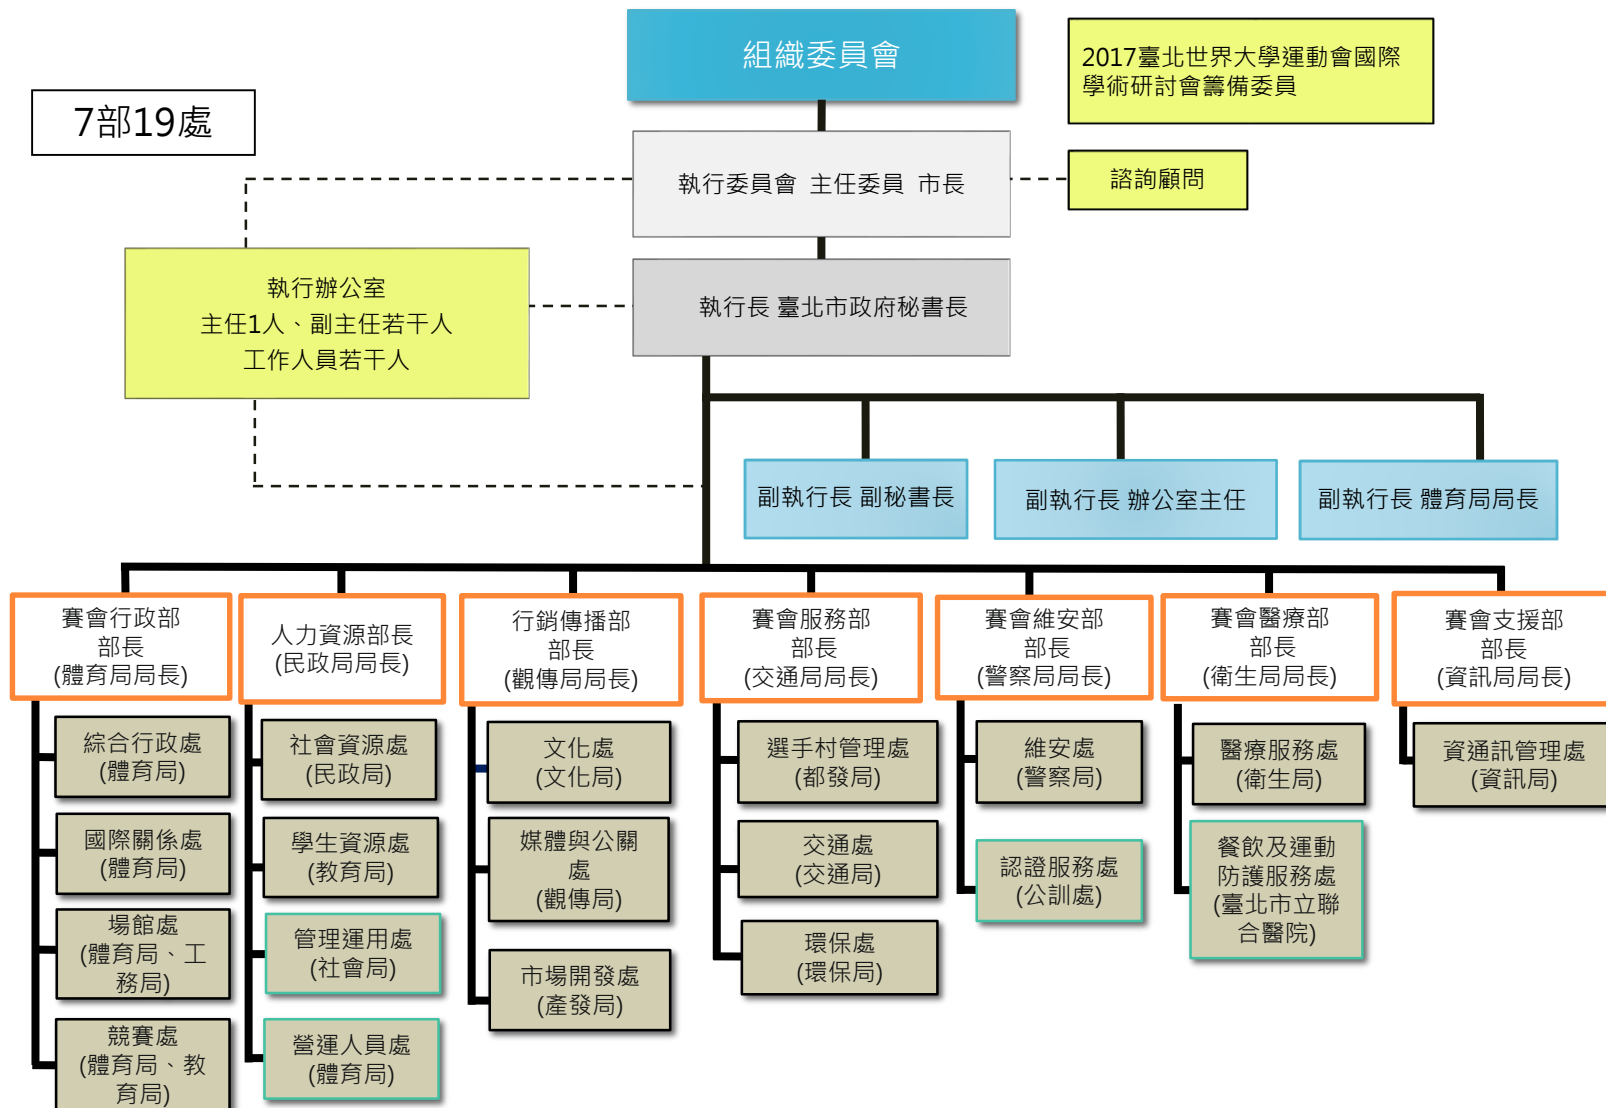 組織委員會
2017臺北世界大學運動會國際
學術研討會籌備委員
7部19處
執行委員會 主任委員 市長
諮詢顧問
執行辦公室
主任1人、副主任若干人
工作人員若干人
執行長 臺北市政府秘書長
副執行長 副秘書長
副執行長 辦公室主任
副執行長 體育局局長
賽會行政部
部長
(體育局局長)
人力資源部長
(民政局局長)
行銷傳播部
部長
(觀傳局局長)
賽會服務部
部長
(交通局局長)
賽會維安部
部長
(警察局局長)
賽會醫療部
部長
(衛生局局長)
賽會支援部
部長
(資訊局局長)
綜合行政處
(體育局)
國際關係處
(體育局)
場館處
(體育局、工
務局)
競賽處
(體育局、教
育局)
社會資源處
(民政局)
學生資源處
(教育局)
管理運用處
(社會局)
營運人員處
(體育局)
文化處
(文化局)
媒體與公關
處
(觀傳局)
市場開發處
(產發局)
選手村管理處
(都發局)
交通處
(交通局)
環保處
(環保局)
維安處
(警察局)
認證服務處
(公訓處)
醫療服務處
(衛生局)
餐飲及運動
防護服務處
(臺北市立聯
合醫院)
資通訊管理處
(資訊局)